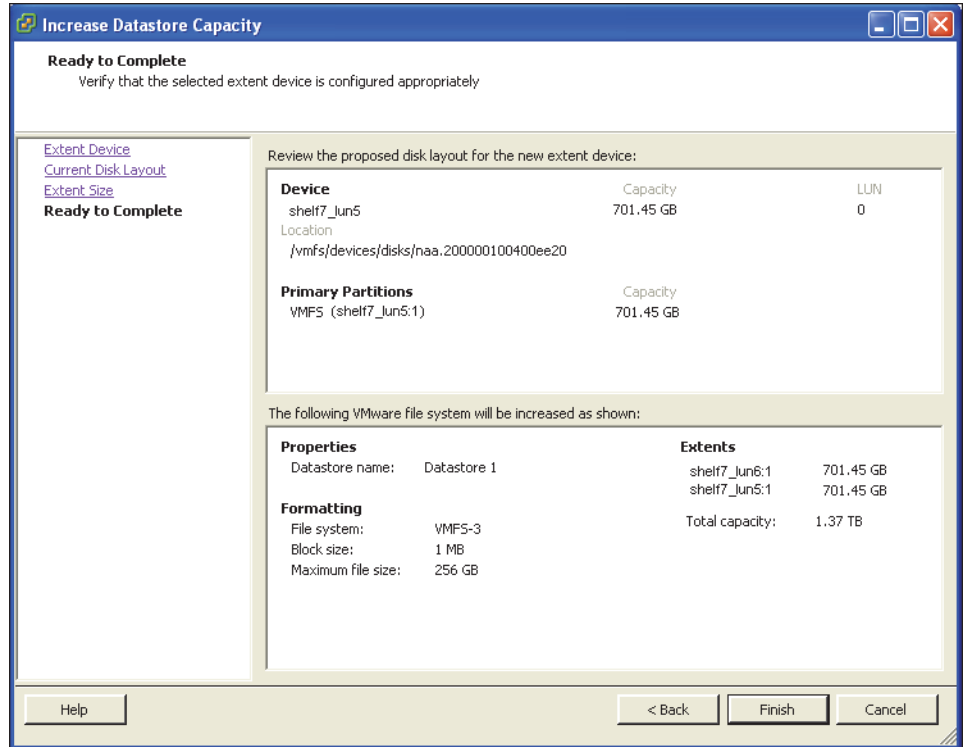 Increase Datastore Capacity
Ready to Complete
Verify that the selected extent device is configured appropriately
Extent Device
Current Disk Layout
Extent Size
Ready to Complete
Review the proposed disk layout for the new extent device:
Device Capacity LUN
shelf7_lun5 701.45 GB 0
Location
/vmfs/devices/disks/naa.200000100400ee20
Primary Partitions Capacity
VMFS (shelf7_lun5:1) 701.45 GB
The following VMware file system will be increased as shown:
Properties Extents
Datastore name: Datastore 1 shelf7_lun6:1 701.45 GB
shelf7_lun5:1 701.45 GB
Formatting
Total capacity: 1.37 TB
File system: VMFS-3
Block size: 1 MB
Maximum file size: 256 GB
Help < Back Finish Cancel